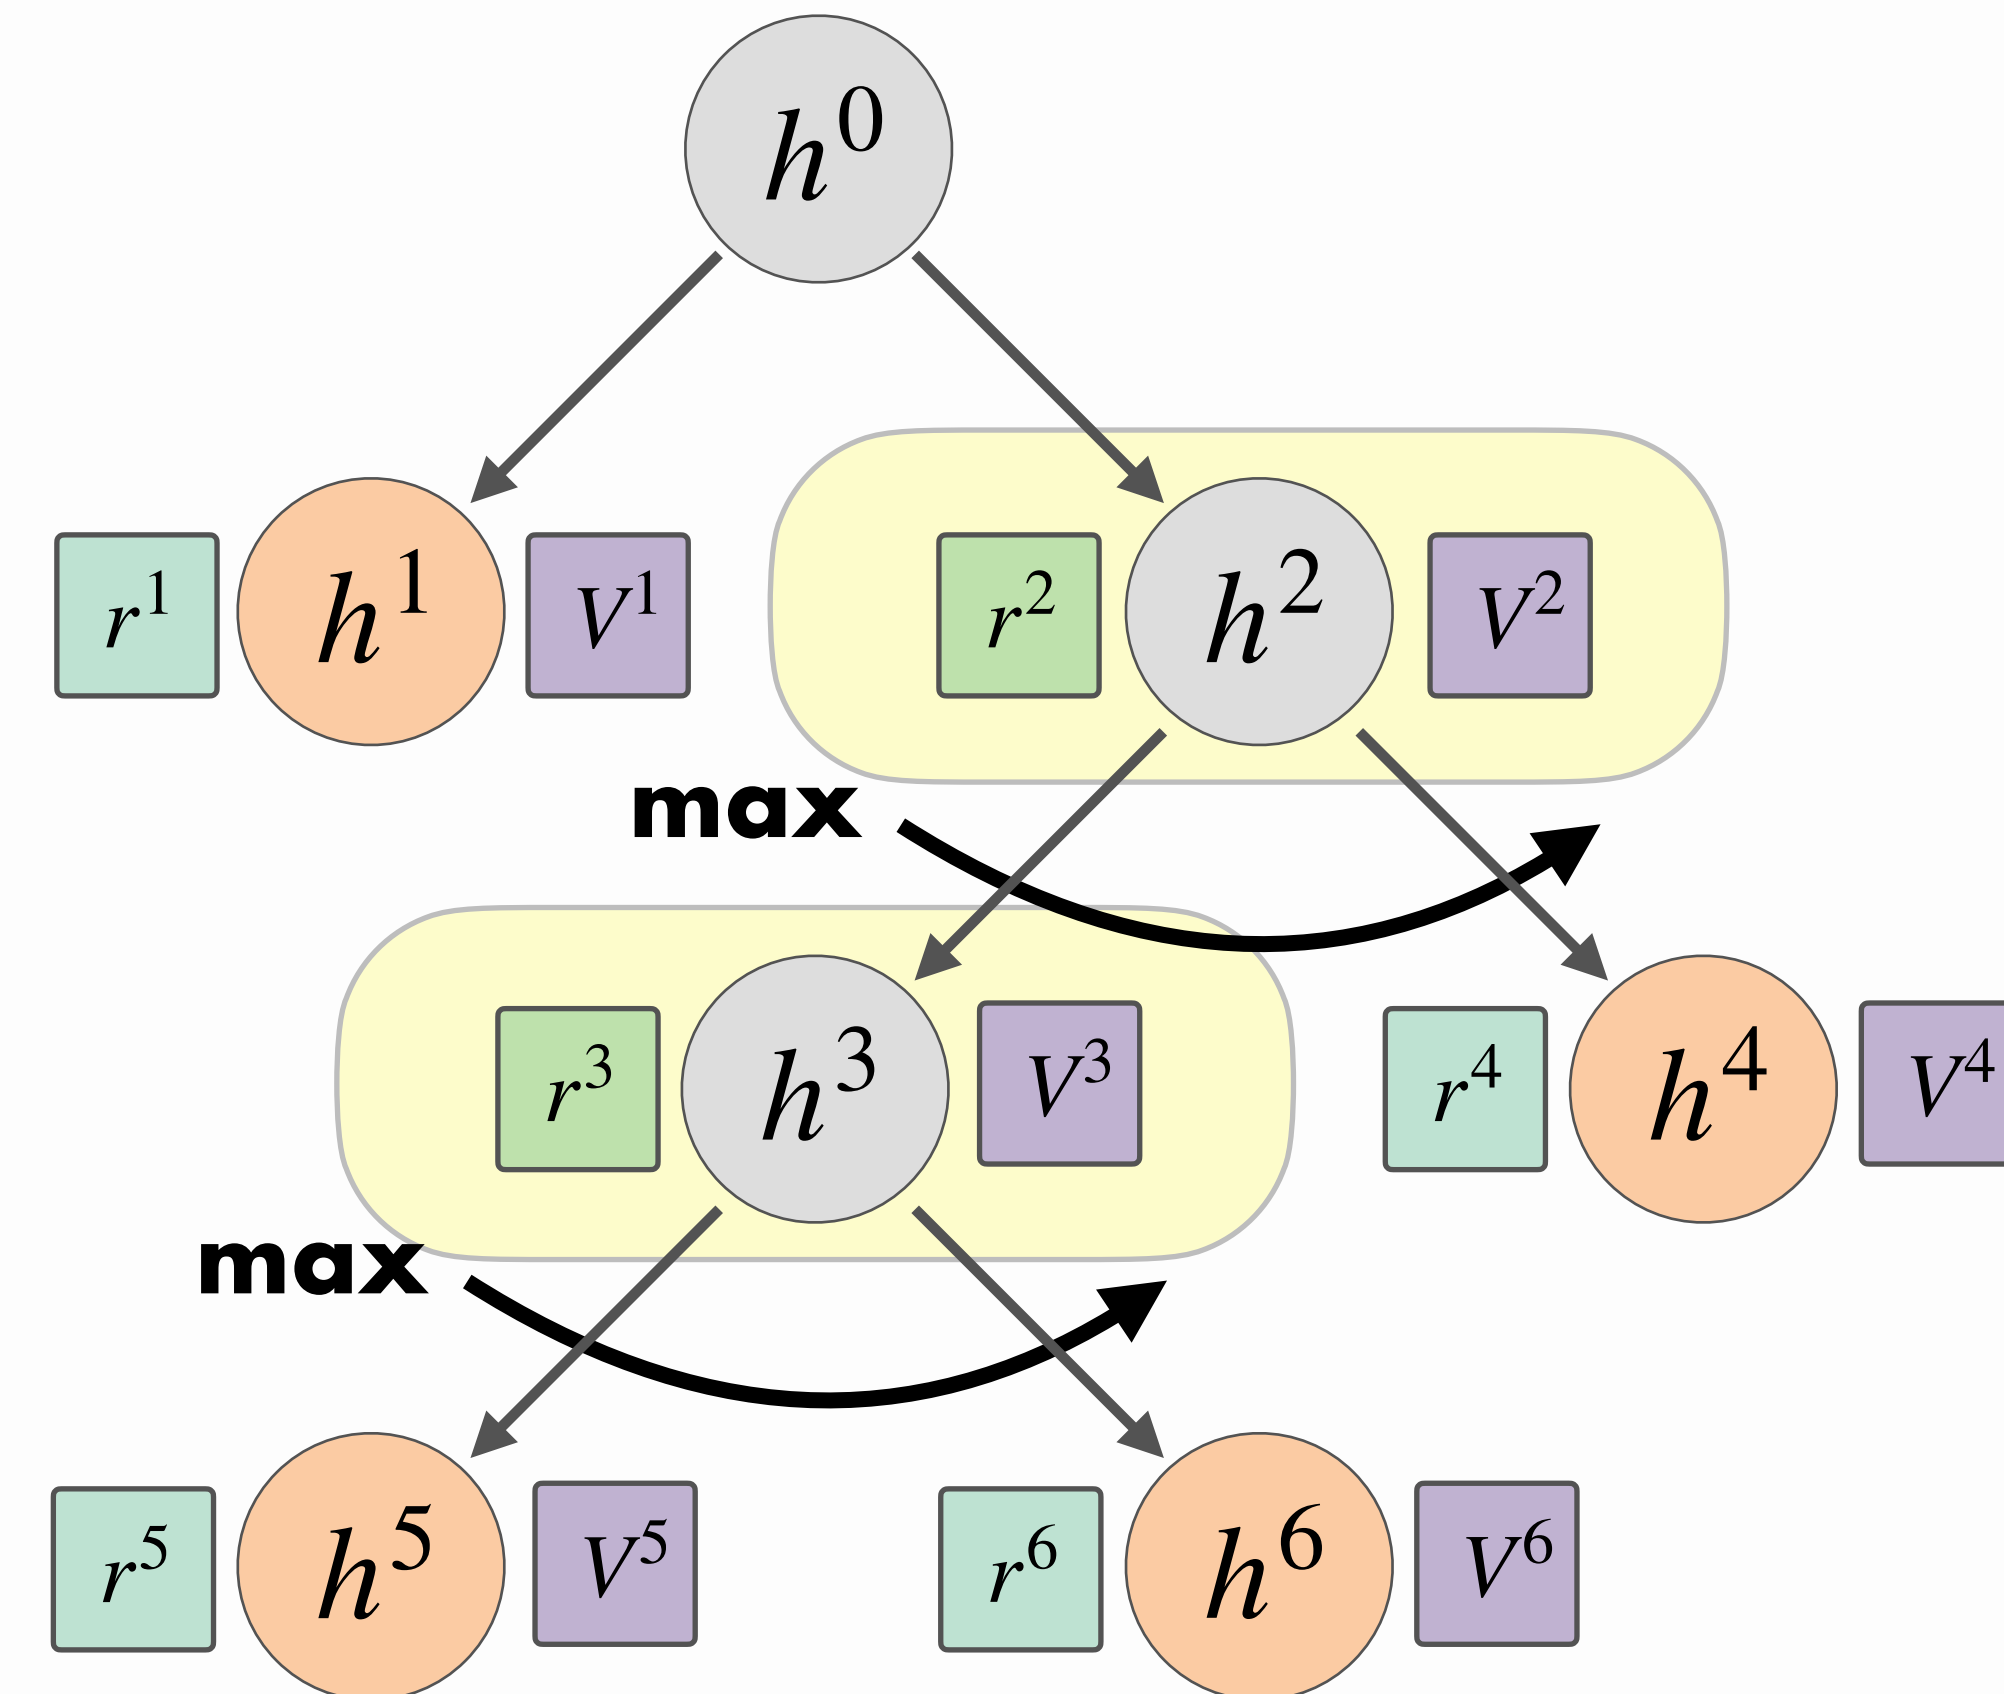 h⁰
r¹ h¹ V¹ r² h² V²
max
r³ h³ V³ r⁴ h⁴ V⁴
max
r⁵ h⁵ V⁵ r⁶ h⁶ V⁶